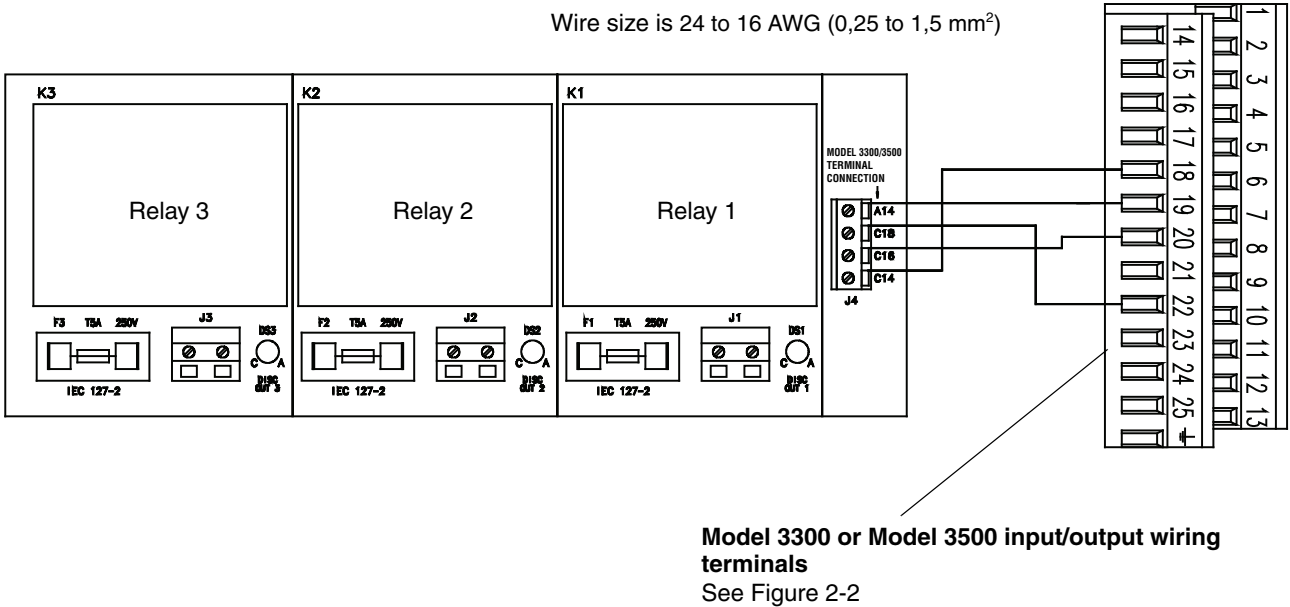 Wire size is 24 to 16 AWG (0,25 to 1,5 mm²)
K3
K2
K1
Relay 3
Relay 2
Relay 1
MODEL 3300/3500
TERMINAL
CONNECTION
A14
C18
C16
C14
J4
F3 T5A 250V
J3
DS3
C A
DISC
OUT 3
IEC 127-2
F2 T5A 250V
J2
DS2
C A
DISC
OUT 2
IEC 127-2
F1 T5A 250V
J1
DS1
C A
DISC
OUT 1
IEC 127-2
14
15
16
17
18
19
20
21
22
23
24
25
1
2
3
4
5
6
7
8
9
10
11
12
13
Model 3300 or Model 3500 input/output wiring
terminals
See Figure 2-2